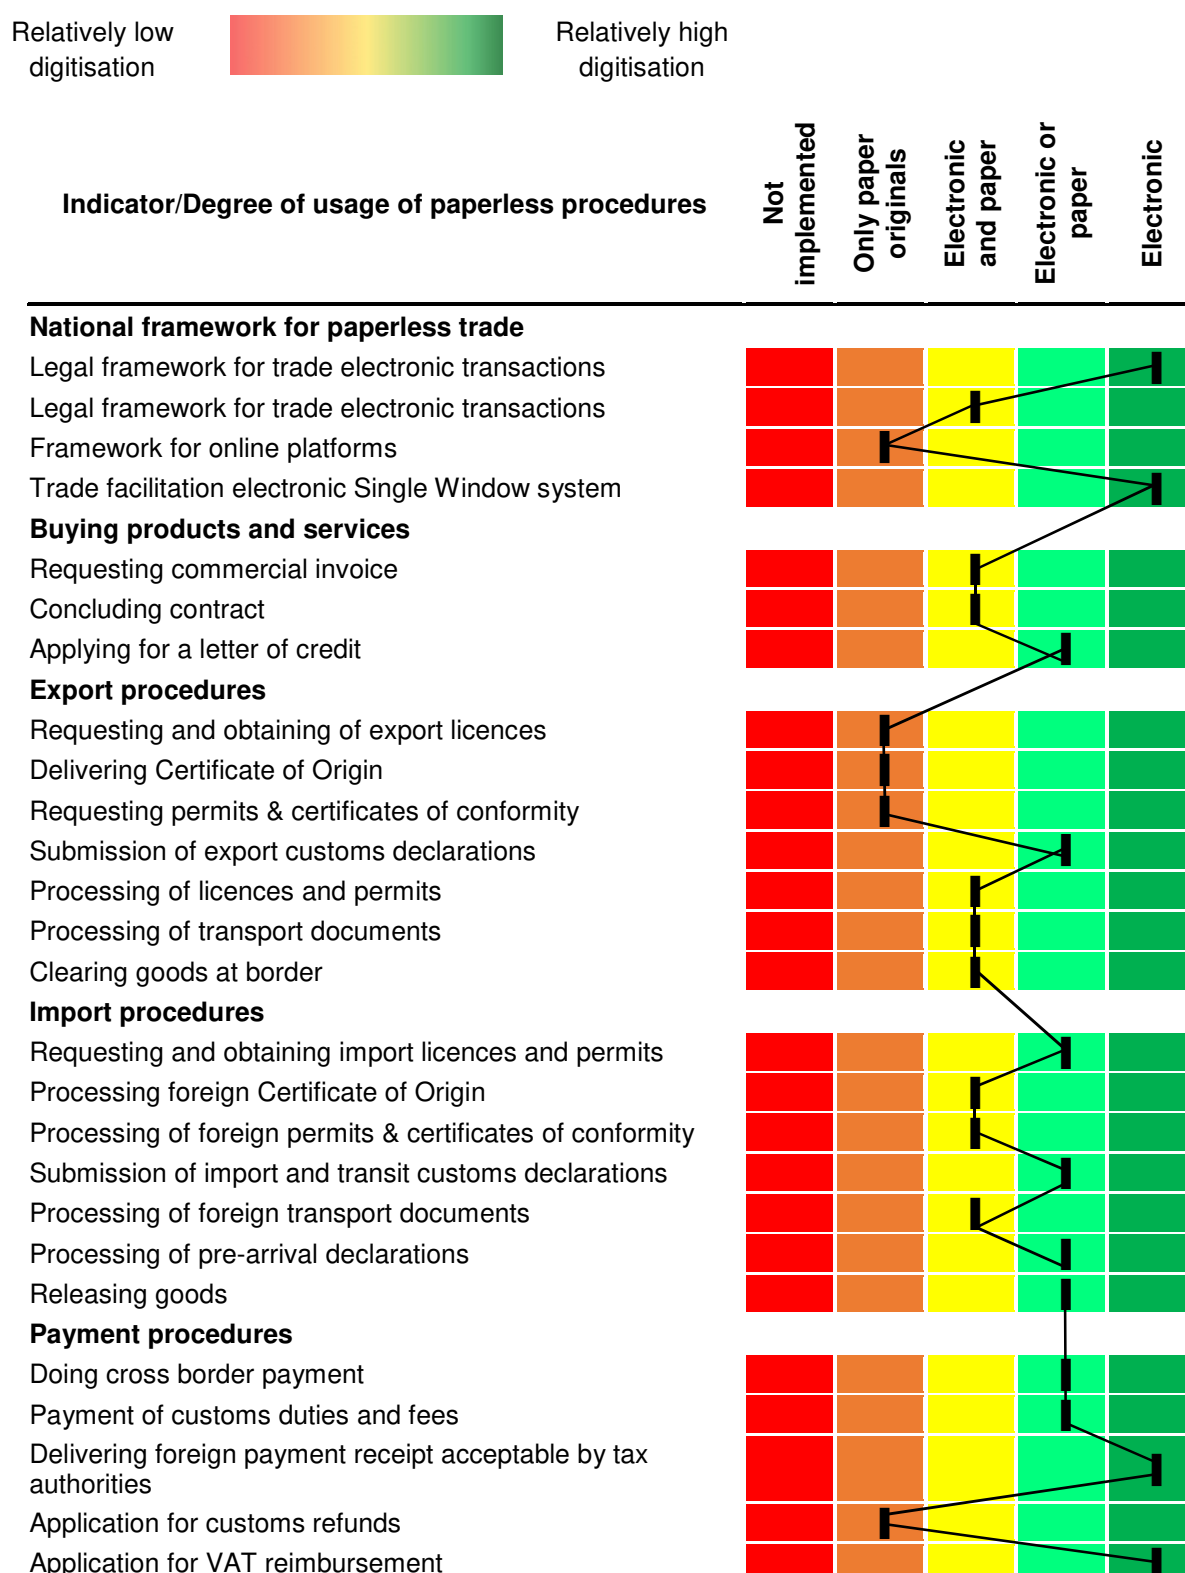 Relatively low
digitisation
Relatively high
digitisation
Indicator/Degree of usage of paperless procedures
Not
implemented
Only paper
originals
Electronic
and paper
Electronic or
paper
Electronic
National framework for paperless trade
Legal framework for trade electronic transactions
Legal framework for trade electronic transactions
Framework for online platforms
Trade facilitation electronic Single Window system
Buying products and services
Requesting commercial invoice
Concluding contract
Applying for a letter of credit
Export procedures
Requesting and obtaining of export licences
Delivering Certificate of Origin
Requesting permits & certificates of conformity
Submission of export customs declarations
Processing of licences and permits
Processing of transport documents
Clearing goods at border
Import procedures
Requesting and obtaining import licences and permits
Processing foreign Certificate of Origin
Processing of foreign permits & certificates of conformity
Submission of import and transit customs declarations
Processing of foreign transport documents
Processing of pre-arrival declarations
Releasing goods
Payment procedures
Doing cross border payment
Payment of customs duties and fees
Delivering foreign payment receipt acceptable by tax
authorities
Application for customs refunds
Application for VAT reimbursement